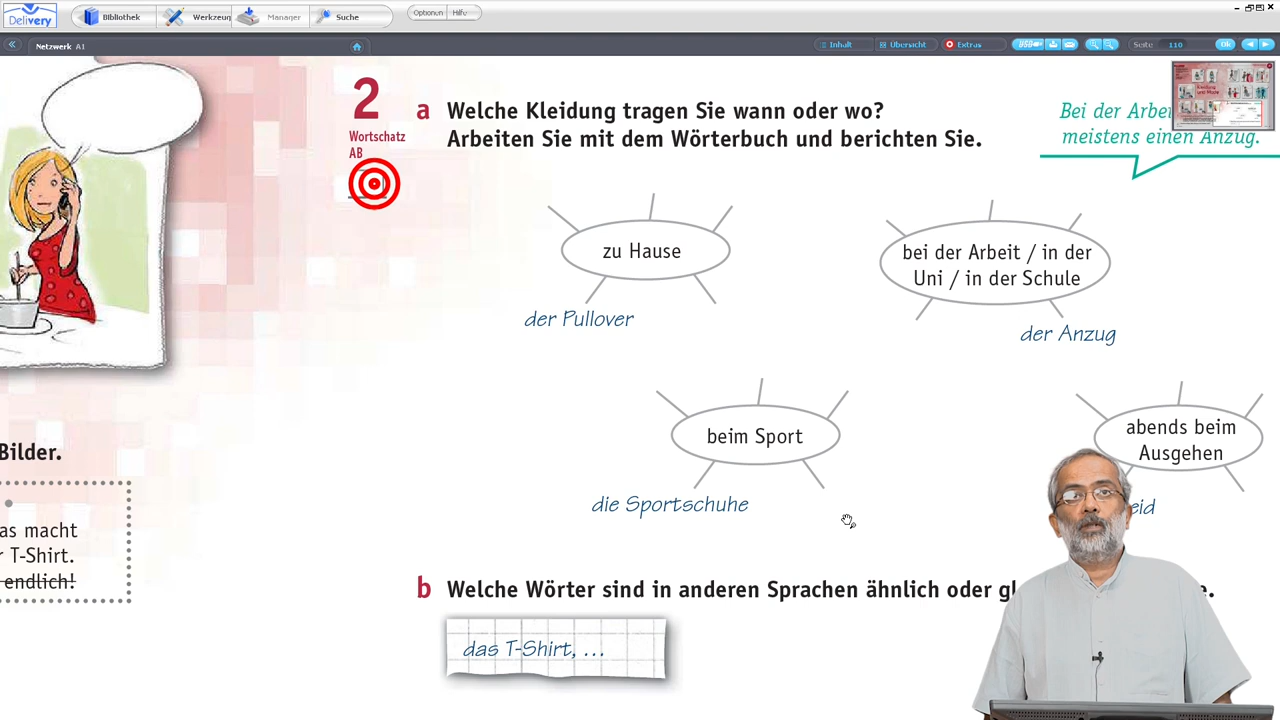 Delivery
Bibliothek
Werkzeug
Manager
Suche
Optionen
Hilfe
Netzwerk A1
Inhalt
Übersicht
Extras
Seite 110
Ok
2
Wortschatz
AB
a Welche Kleidung tragen Sie wann oder wo?
Arbeiten Sie mit dem Wörterbuch und berichten Sie.
Bei der Arbei
meistens einen Anzug.
zu Hause
der Pullover
bei der Arbeit / in der
Uni / in der Schule
der Anzug
beim Sport
die Sportschuhe
abends beim
Ausgehen
eid
Bilder.
as macht
r T-Shirt.
endlich!
b Welche Wörter sind in anderen Sprachen ähnlich oder gl
das T-Shirt, ...